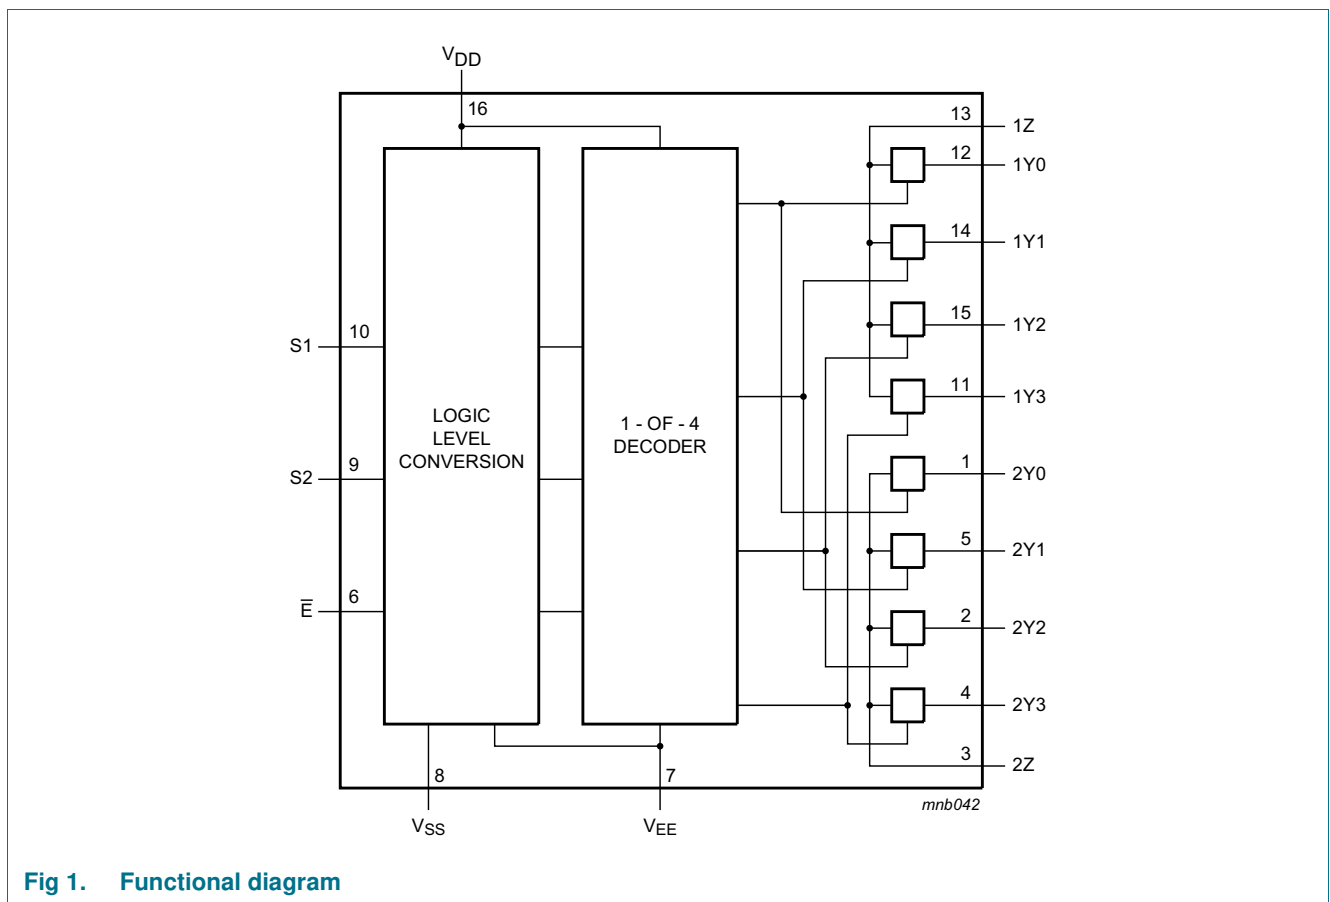 VDD
16
13 1Z
12 1Y0
14 1Y1
15 1Y2
11 1Y3
1 2Y0
5 2Y1
2 2Y2
4 2Y3
3 2Z
S1 10
S2 9
E̅ 6
LOGIC
LEVEL
CONVERSION
1 - OF - 4
DECODER
8
7
VSS
VEE
mnb042
Fig 1. Functional diagram